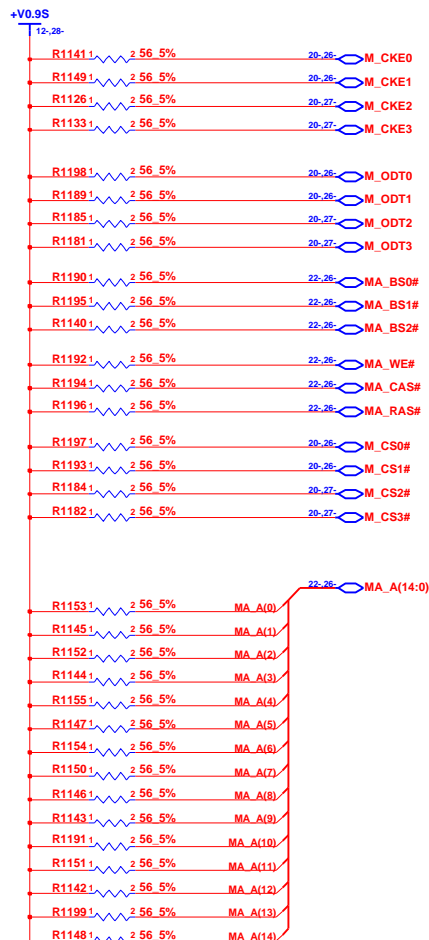 +V0.9S
12-,28-
R1141 1 2 56_5% 20-,26- M_CKE0
R1149 1 2 56_5% 20-,26- M_CKE1
R1126 1 2 56_5% 20-,27- M_CKE2
R1133 1 2 56_5% 20-,27- M_CKE3
R1198 1 2 56_5% 20-,26- M_ODT0
R1189 1 2 56_5% 20-,26- M_ODT1
R1185 1 2 56_5% 20-,27- M_ODT2
R1181 1 2 56_5% 20-,27- M_ODT3
R1190 1 2 56_5% 22-,26- MA_BS0#
R1195 1 2 56_5% 22-,26- MA_BS1#
R1140 1 2 56_5% 22-,26- MA_BS2#
R1192 1 2 56_5% 22-,26- MA_WE#
R1194 1 2 56_5% 22-,26- MA_CAS#
R1196 1 2 56_5% 22-,26- MA_RAS#
R1197 1 2 56_5% 20-,26- M_CS0#
R1193 1 2 56_5% 20-,26- M_CS1#
R1184 1 2 56_5% 20-,27- M_CS2#
R1182 1 2 56_5% 20-,27- M_CS3#
22-,26- MA_A(14:0)
R1153 1 2 56_5% MA_A(0)
R1145 1 2 56_5% MA_A(1)
R1152 1 2 56_5% MA_A(2)
R1144 1 2 56_5% MA_A(3)
R1155 1 2 56_5% MA_A(4)
R1147 1 2 56_5% MA_A(5)
R1154 1 2 56_5% MA_A(6)
R1150 1 2 56_5% MA_A(7)
R1146 1 2 56_5% MA_A(8)
R1143 1 2 56_5% MA_A(9)
R1191 1 2 56_5% MA_A(10)
R1151 1 2 56_5% MA_A(11)
R1142 1 2 56_5% MA_A(12)
R1199 1 2 56_5% MA_A(13)
R1148 1 2 56_5% MA_A(14)